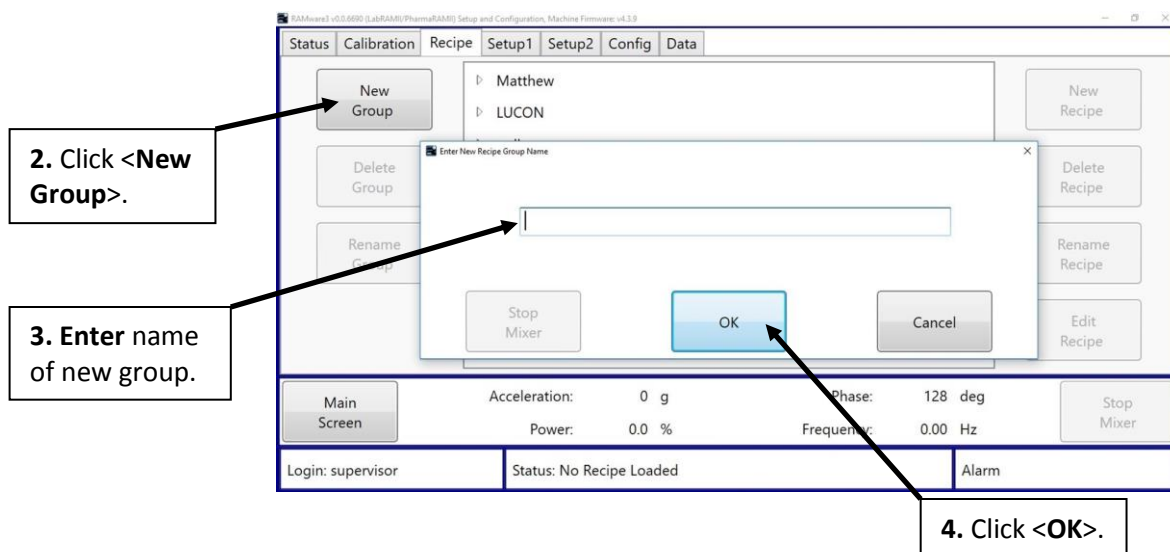 RAMware3 v0.0.6690 (LabRAMII/PharmaRAMII) Setup and Configuration, Machine Firmware: v4.3.9
Status Calibration Recipe Setup1 Setup2 Config Data
New
Group
Matthew
LUCON
New
Recipe
2. Click <New
Group>.
Delete
Group
Enter New Recipe Group Name
Delete
Recipe
Rename
Group
Rename
Recipe
3. Enter name
of new group.
Stop
Mixer
OK
Cancel
Edit
Recipe
Main
Screen
Acceleration: 0 g
Phase: 128 deg
Power: 0.0 %
Frequency: 0.00 Hz
Stop
Mixer
Login: supervisor
Status: No Recipe Loaded
Alarm
4. Click <OK>.